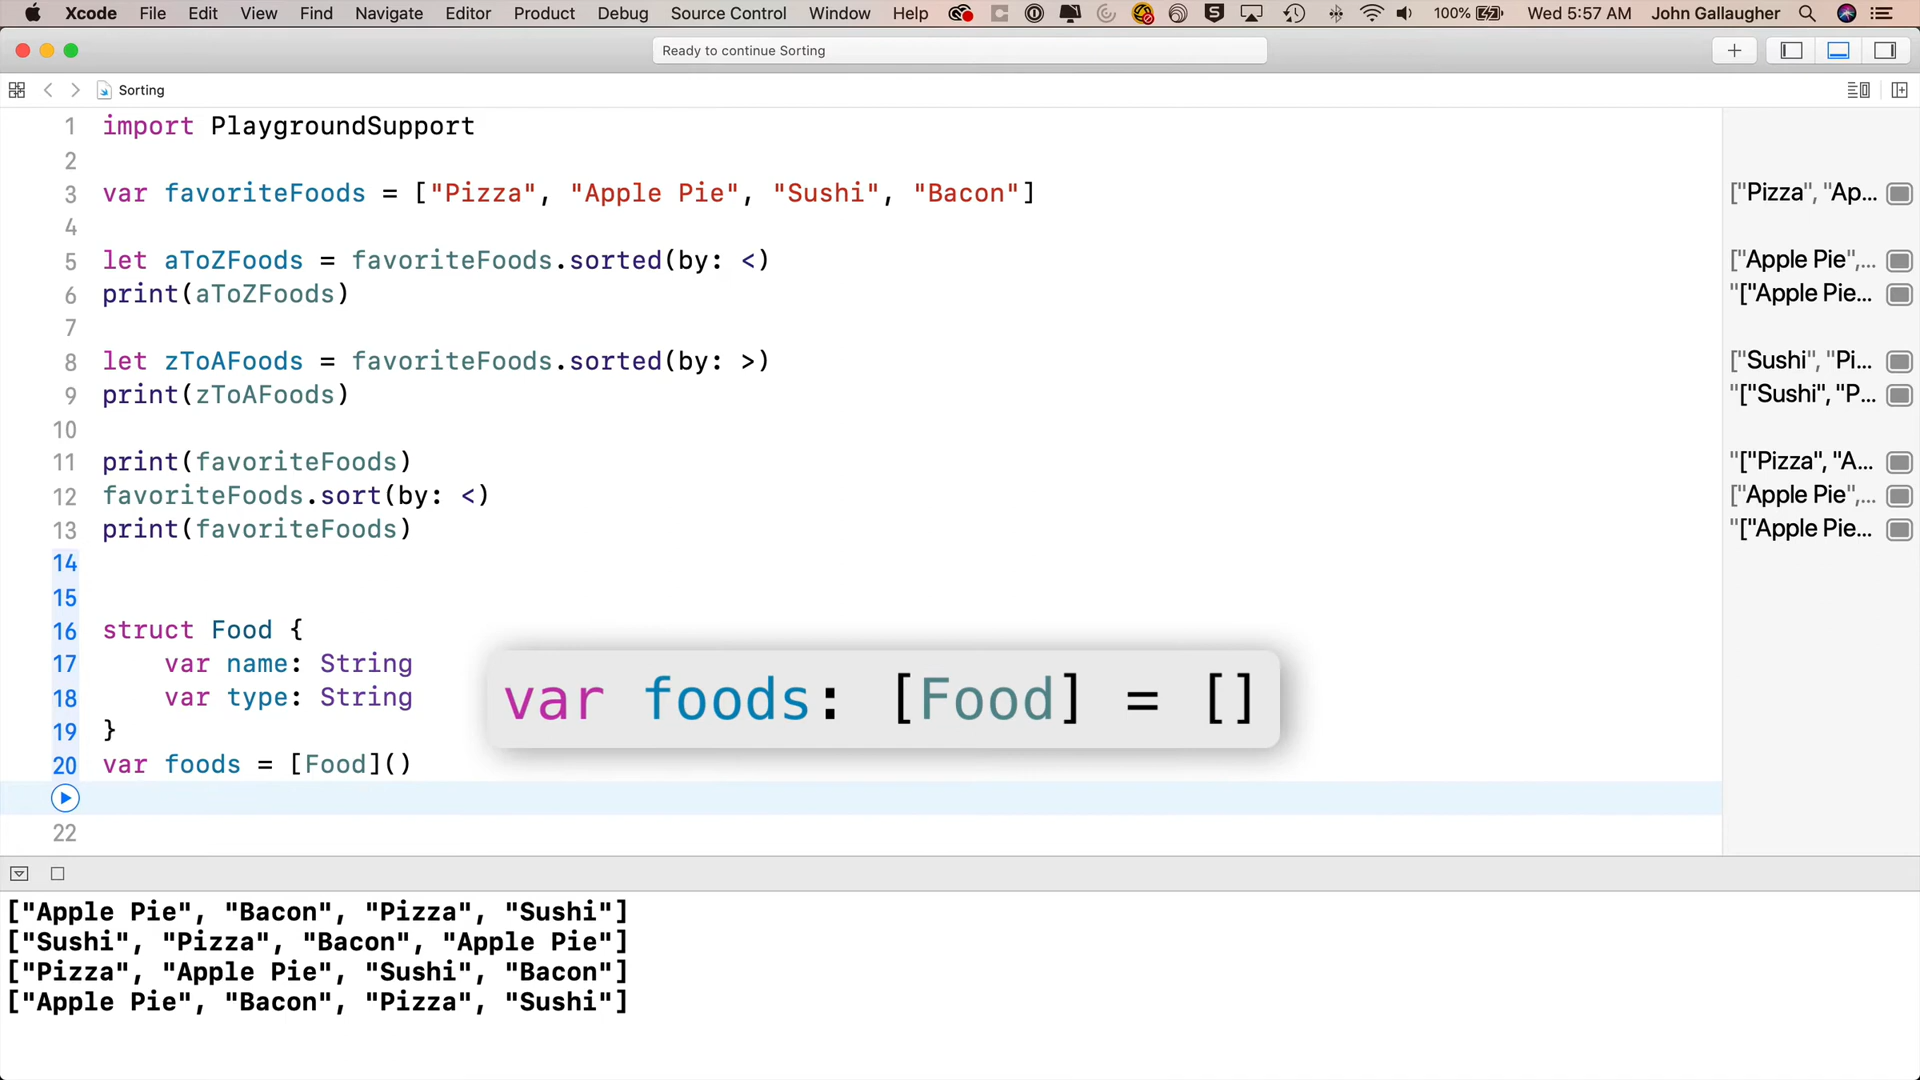 Xcode File Edit View Find Navigate Editor Product Debug Source Control Window Help 100% Wed 5:57 AM John Gallaugher
Ready to continue Sorting
Sorting
1 import PlaygroundSupport
2
3 var favoriteFoods = ["Pizza", "Apple Pie", "Sushi", "Bacon"] ["Pizza", "Ap...
4
5 let aToZFoods = favoriteFoods.sorted(by: <) ["Apple Pie",...
6 print(aToZFoods) "["Apple Pie...
7
8 let zToAFoods = favoriteFoods.sorted(by: >) ["Sushi", "Pi...
9 print(zToAFoods) "["Sushi", "P...
10
11 print(favoriteFoods) "["Pizza", "A...
12 favoriteFoods.sort(by: <) ["Apple Pie",...
13 print(favoriteFoods) "["Apple Pie...
14
15
16 struct Food {
17 var name: String
18 var type: String
19 }
20 var foods = [Food]()
var foods: [Food] = []
22
["Apple Pie", "Bacon", "Pizza", "Sushi"]
["Sushi", "Pizza", "Bacon", "Apple Pie"]
["Pizza", "Apple Pie", "Sushi", "Bacon"]
["Apple Pie", "Bacon", "Pizza", "Sushi"]